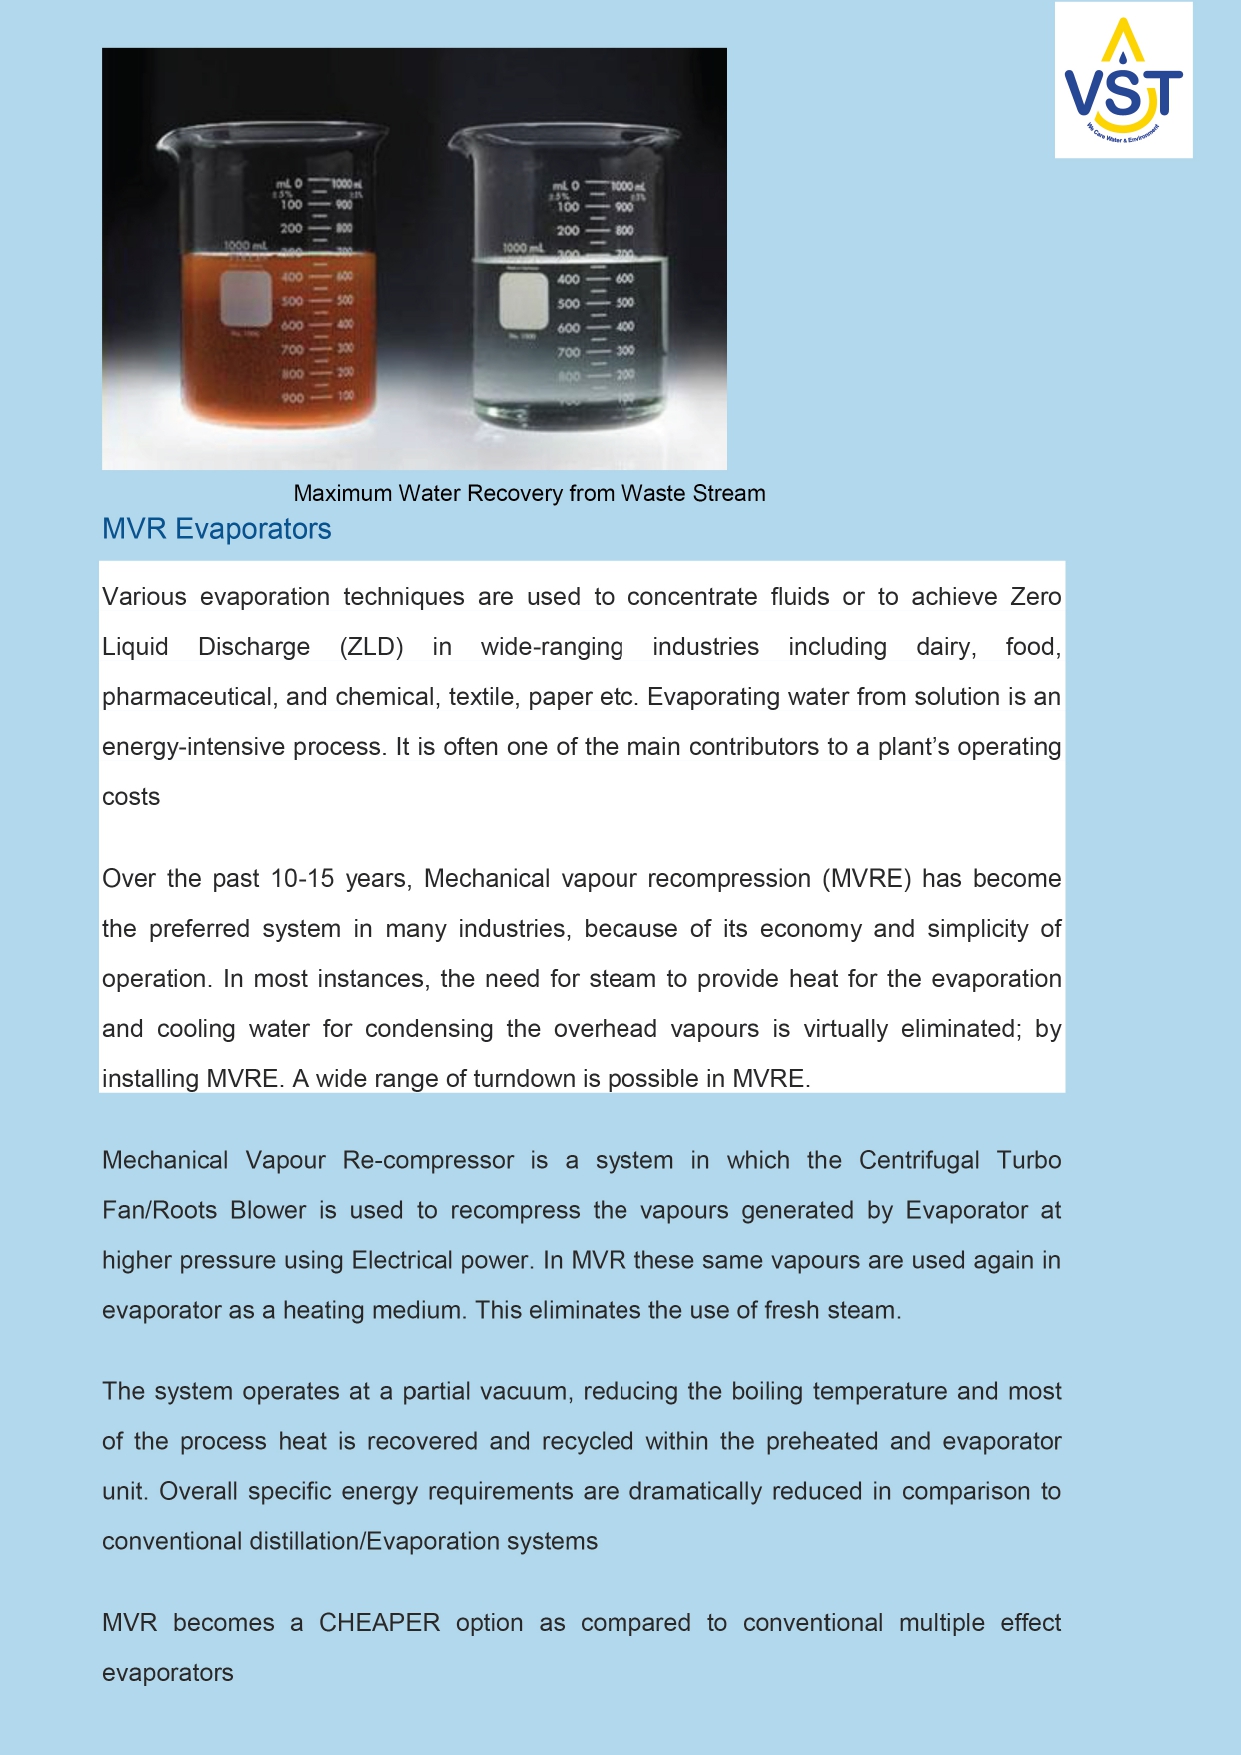 VST
We Care Water & Environment
mL 0 1000 mL
±5% ±5%
100 900
200 800
1000 mL
300 700
400 600
500 500
600 400
No. 1000
700 300
800 200
900 100
mL 0 1000 mL
±5% ±5%
100 900
200 800
1000 mL
300 700
400 600
500 500
600 400
No. 1000
700 300
800 200
100
Maximum Water Recovery from Waste Stream
MVR Evaporators
Various evaporation techniques are used to concentrate fluids or to achieve Zero
Liquid Discharge (ZLD) in wide-ranging industries including dairy, food,
pharmaceutical, and chemical, textile, paper etc. Evaporating water from solution is an
energy-intensive process. It is often one of the main contributors to a plant’s operating
costs
Over the past 10-15 years, Mechanical vapour recompression (MVRE) has become
the preferred system in many industries, because of its economy and simplicity of
operation. In most instances, the need for steam to provide heat for the evaporation
and cooling water for condensing the overhead vapours is virtually eliminated; by
installing MVRE. A wide range of turndown is possible in MVRE.
Mechanical Vapour Re-compressor is a system in which the Centrifugal Turbo
Fan/Roots Blower is used to recompress the vapours generated by Evaporator at
higher pressure using Electrical power. In MVR these same vapours are used again in
evaporator as a heating medium. This eliminates the use of fresh steam.
The system operates at a partial vacuum, reducing the boiling temperature and most
of the process heat is recovered and recycled within the preheated and evaporator
unit. Overall specific energy requirements are dramatically reduced in comparison to
conventional distillation/Evaporation systems
MVR becomes a CHEAPER option as compared to conventional multiple effect
evaporators